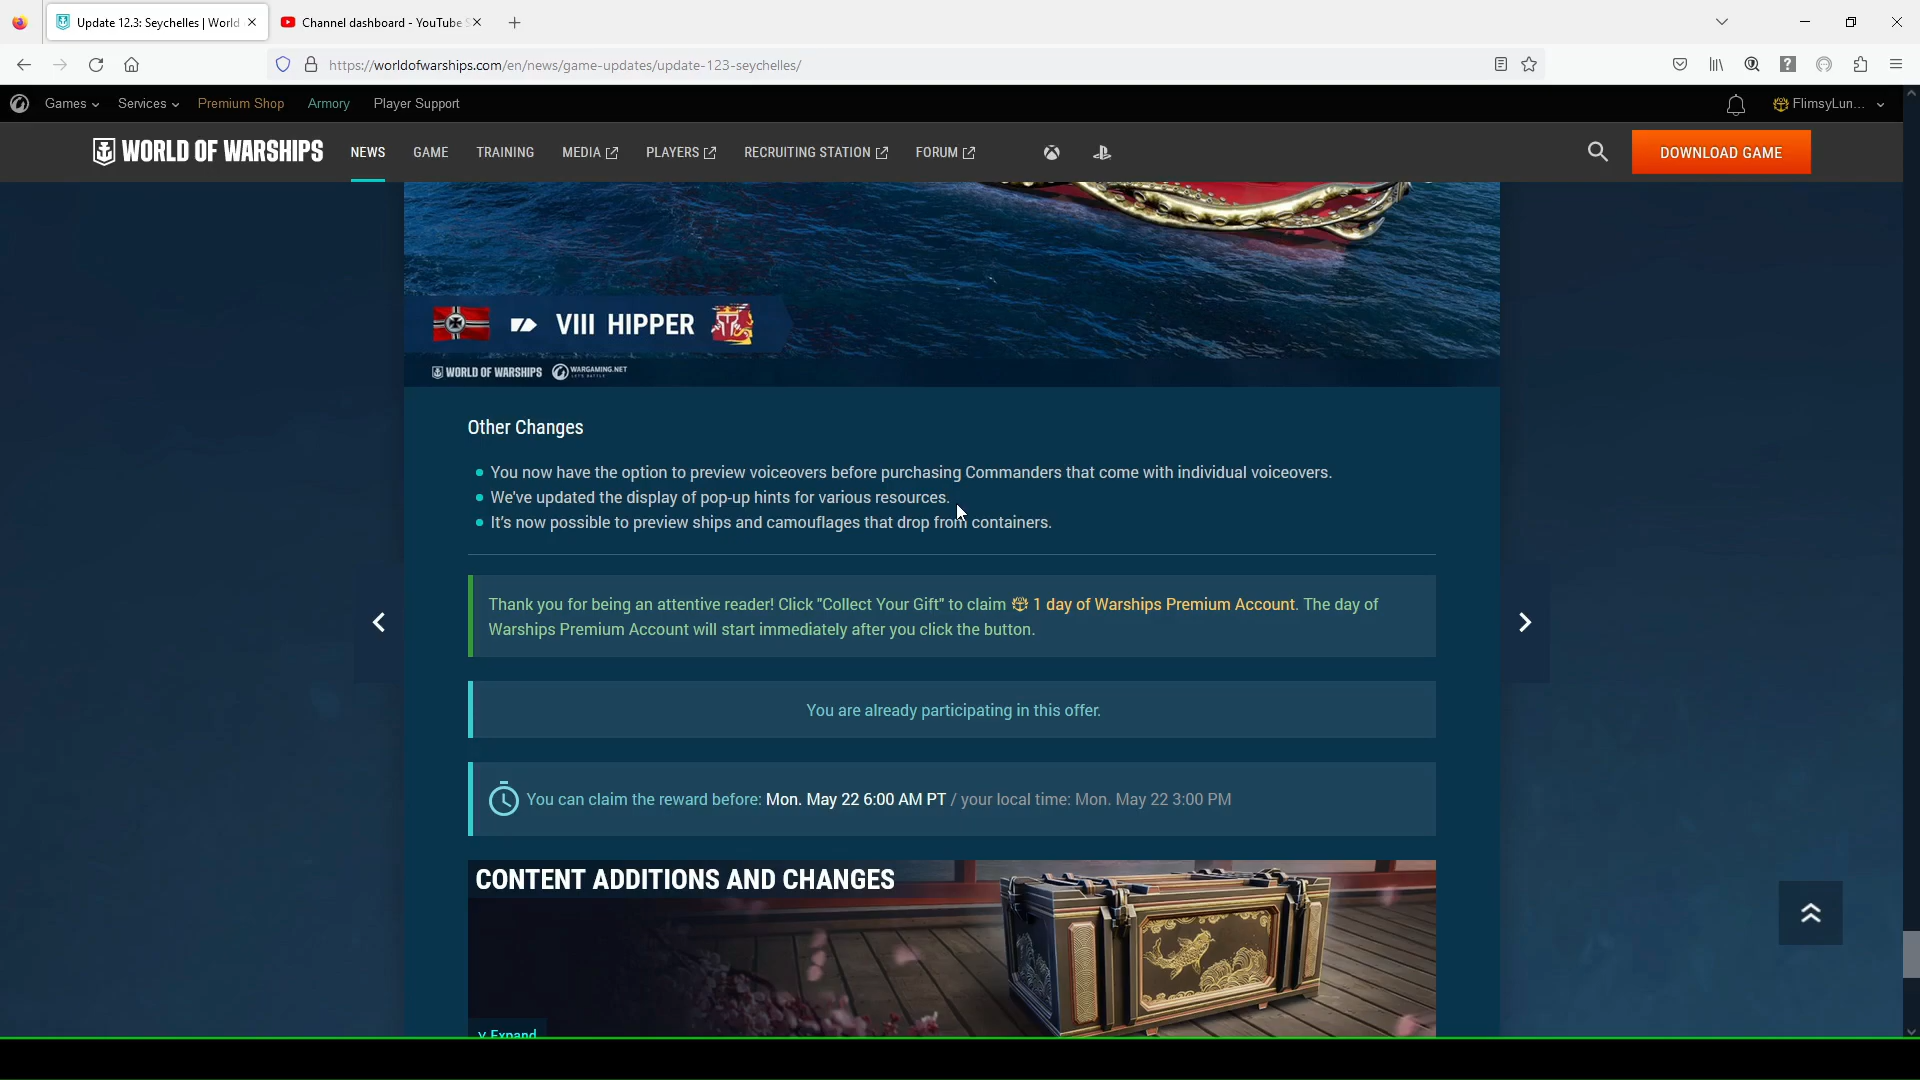 Update 12.3: Seychelles | World
Channel dashboard - YouTube S
https://worldofwarships.com/en/news/game-updates/update-123-seychelles/
Games
Services
Premium Shop
Armory
Player Support
FlimsyLun...
WORLD OF WARSHIPS
NEWS
GAME
TRAINING
MEDIA
PLAYERS
RECRUITING STATION
FORUM
DOWNLOAD GAME
VIII HIPPER
WORLD OF WARSHIPS
WARGAMING.NET
LET'S BATTLE
Other Changes
You now have the option to preview voiceovers before purchasing Commanders that come with individual voiceovers.
We've updated the display of pop-up hints for various resources.
It's now possible to preview ships and camouflages that drop from containers.
Thank you for being an attentive reader! Click "Collect Your Gift" to claim 1 day of Warships Premium Account. The day of
Warships Premium Account will start immediately after you click the button.
You are already participating in this offer.
You can claim the reward before: Mon. May 22 6:00 AM PT / your local time: Mon. May 22 3:00 PM
CONTENT ADDITIONS AND CHANGES
Expand